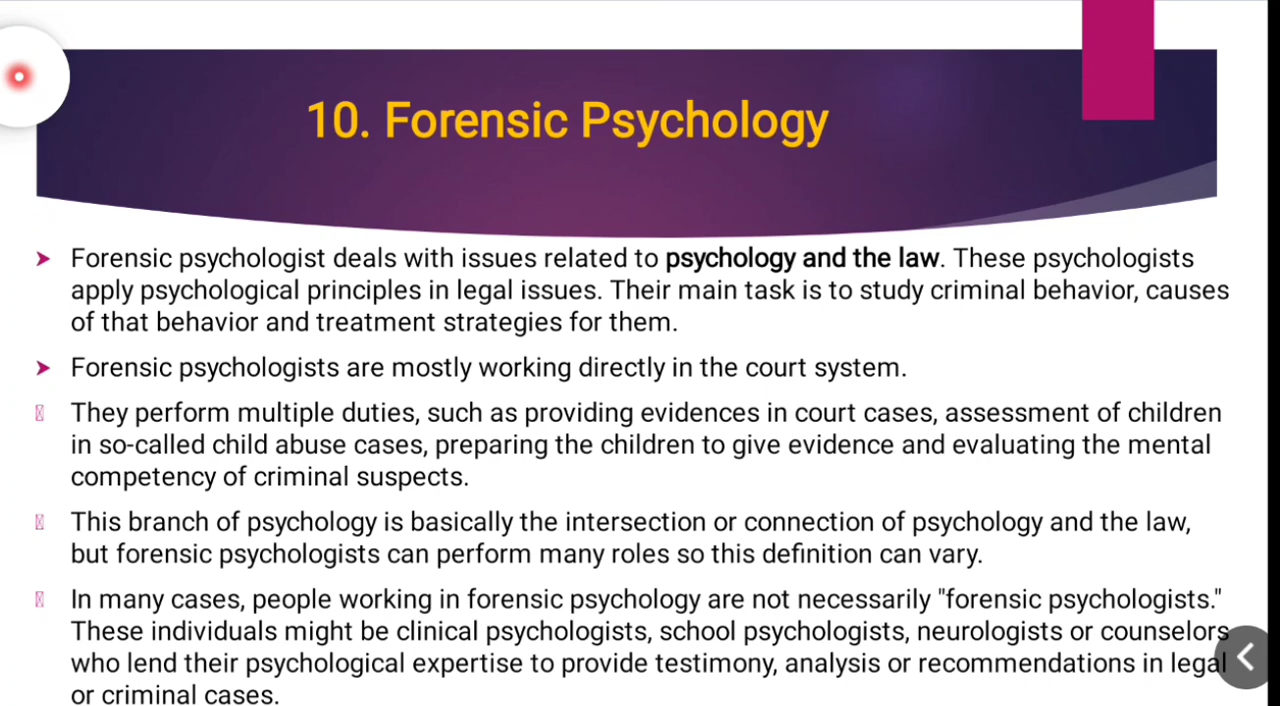 10. Forensic Psychology
➤ Forensic psychologist deals with issues related to psychology and the law. These psychologists
apply psychological principles in legal issues. Their main task is to study criminal behavior, causes
of that behavior and treatment strategies for them.
➤ Forensic psychologists are mostly working directly in the court system.
They perform multiple duties, such as providing evidences in court cases, assessment of children
in so-called child abuse cases, preparing the children to give evidence and evaluating the mental
competency of criminal suspects.
This branch of psychology is basically the intersection or connection of psychology and the law,
but forensic psychologists can perform many roles so this definition can vary.
In many cases, people working in forensic psychology are not necessarily "forensic psychologists."
These individuals might be clinical psychologists, school psychologists, neurologists or counselors
who lend their psychological expertise to provide testimony, analysis or recommendations in legal
or criminal cases.